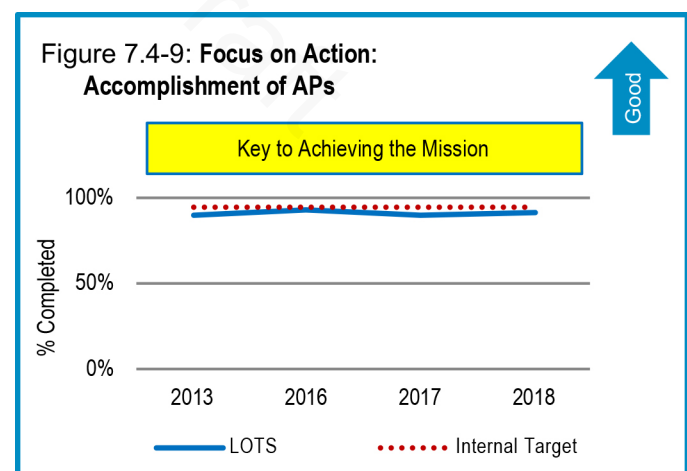 Figure 7.4-9: Focus on Action:
Accomplishment of APs
Good
Key to Achieving the Mission
100%
50%
0%
% Completed
2013 2016 2017 2018
LOTS Internal Target